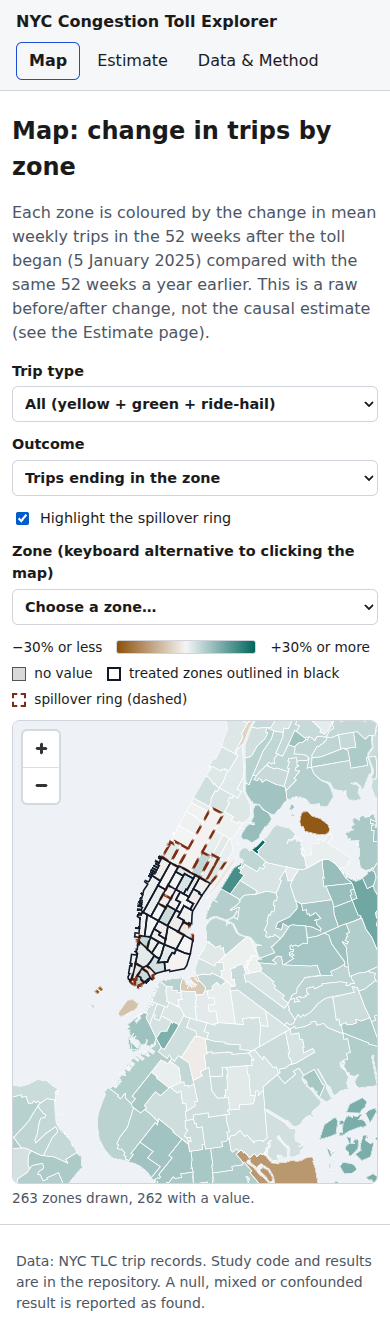 NYC Congestion Toll Explorer
Map Estimate Data & Method
Map: change in trips by
zone
Each zone is coloured by the change in mean
weekly trips in the 52 weeks after the toll
began (5 January 2025) compared with the
same 52 weeks a year earlier. This is a raw
before/after change, not the causal estimate
(see the Estimate page).
Trip type
All (yellow + green + ride-hail)
Outcome
Trips ending in the zone
Highlight the spillover ring
Zone (keyboard alternative to clicking the
map)
Choose a zone…
−30% or less +30% or more
no value treated zones outlined in black
spillover ring (dashed)
+
−
263 zones drawn, 262 with a value.
Data: NYC TLC trip records. Study code and results
are in the repository. A null, mixed or confounded
result is reported as found.